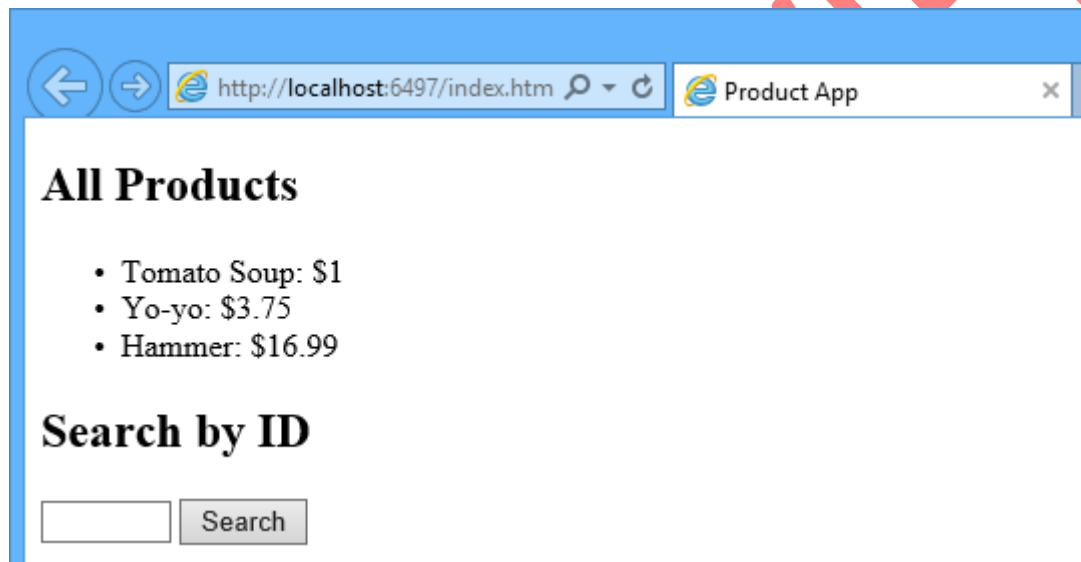 http://localhost:6497/index.htm
Product App
All Products
• Tomato Soup: $1
• Yo-yo: $3.75
• Hammer: $16.99
Search by ID
Search